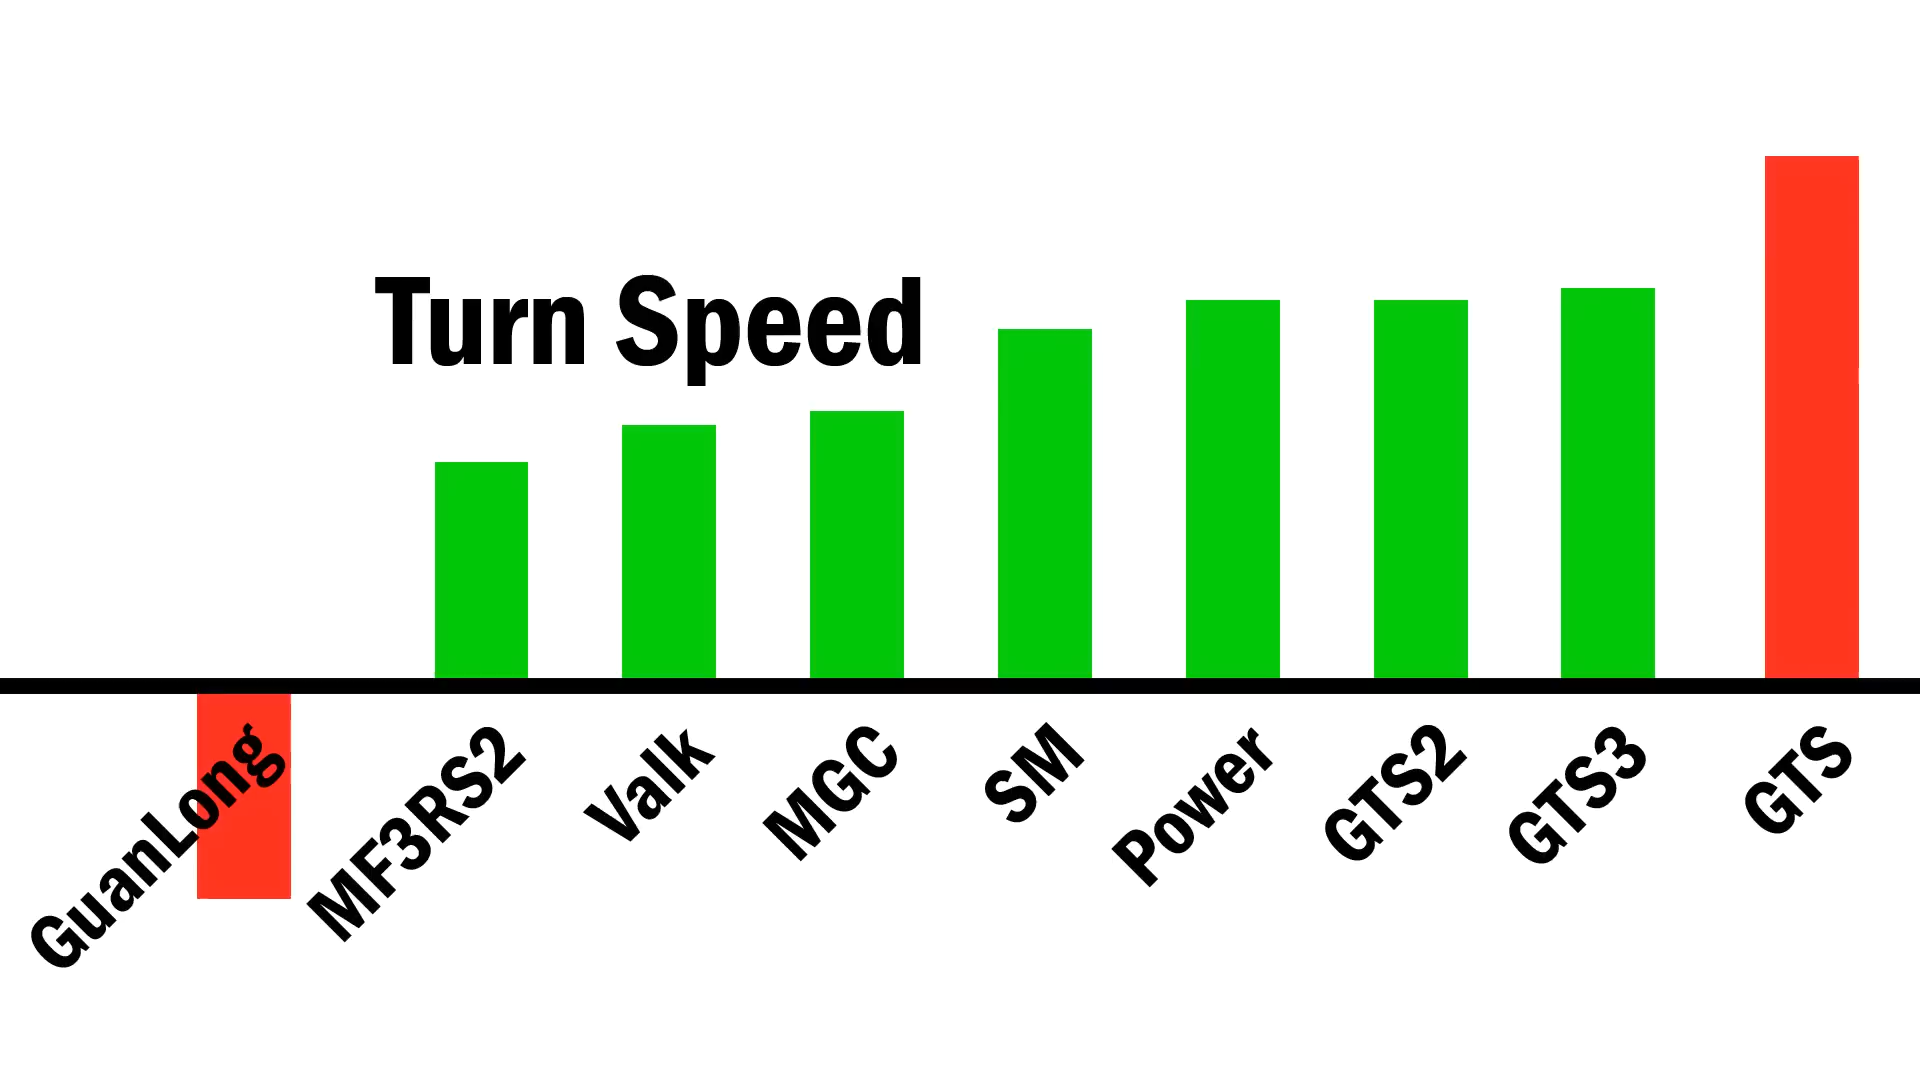 Turn Speed
GuanLong
MF3RS2
Valk
MGC
SM
Power
GTS2
GTS3
GTS